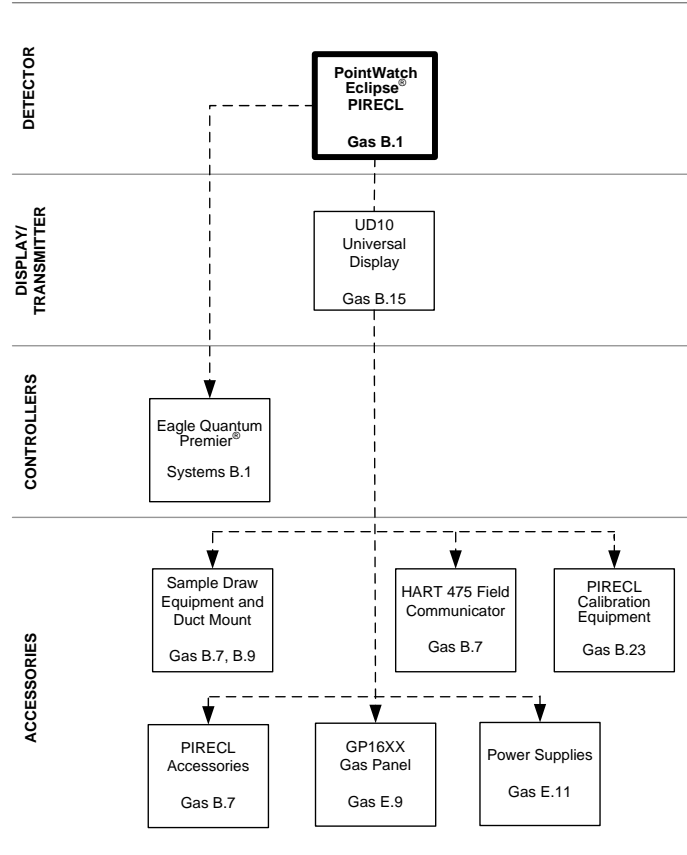 DETECTOR
PointWatch
Eclipse®
PIRECL
Gas B.1
DISPLAY/
TRANSMITTER
UD10
Universal
Display
Gas B.15
CONTROLLERS
Eagle Quantum
Premier®
Systems B.1
ACCESSORIES
Sample Draw
Equipment and
Duct Mount
Gas B.7, B.9
HART 475 Field
Communicator
Gas B.7
PIRECL
Calibration
Equipment
Gas B.23
PIRECL
Accessories
Gas B.7
GP16XX
Gas Panel
Gas E.9
Power Supplies
Gas E.11